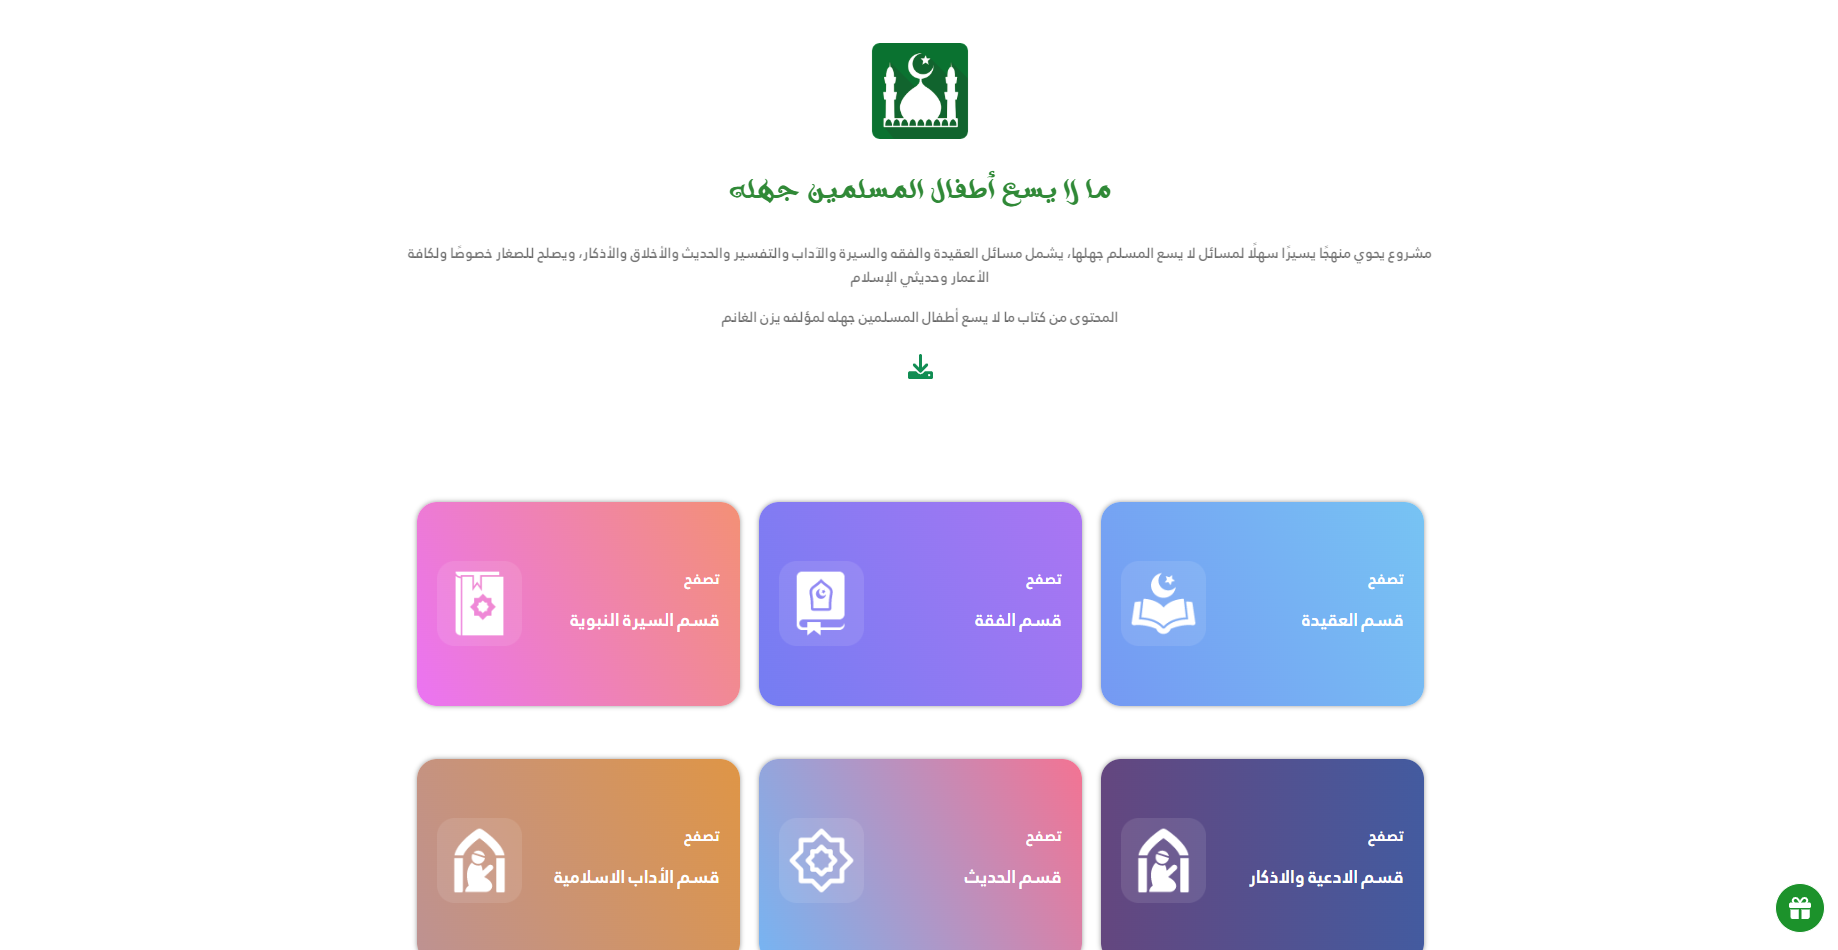 ما لا يسع أطفال المسلمين جهله
مشروع يحوي منهجًا يسيرًا سهلًا لمسائل لا يسع المسلم جهلها، يشمل مسائل العقيدة والفقه والسيرة والآداب والتفسير والحديث والأخلاق والأذكار، ويصلح للصغار خصوصًا ولكافة
الأعمار وحديثي الإسلام
المحتوى من كتاب ما لا يسع أطفال المسلمين جهله لمؤلفه يزن الغانم
تصفح
قسم العقيدة
تصفح
قسم الفقة
تصفح
قسم السيرة النبوية
تصفح
قسم الادعية والاذكار
تصفح
قسم الحديث
تصفح
قسم الأداب الاسلامية